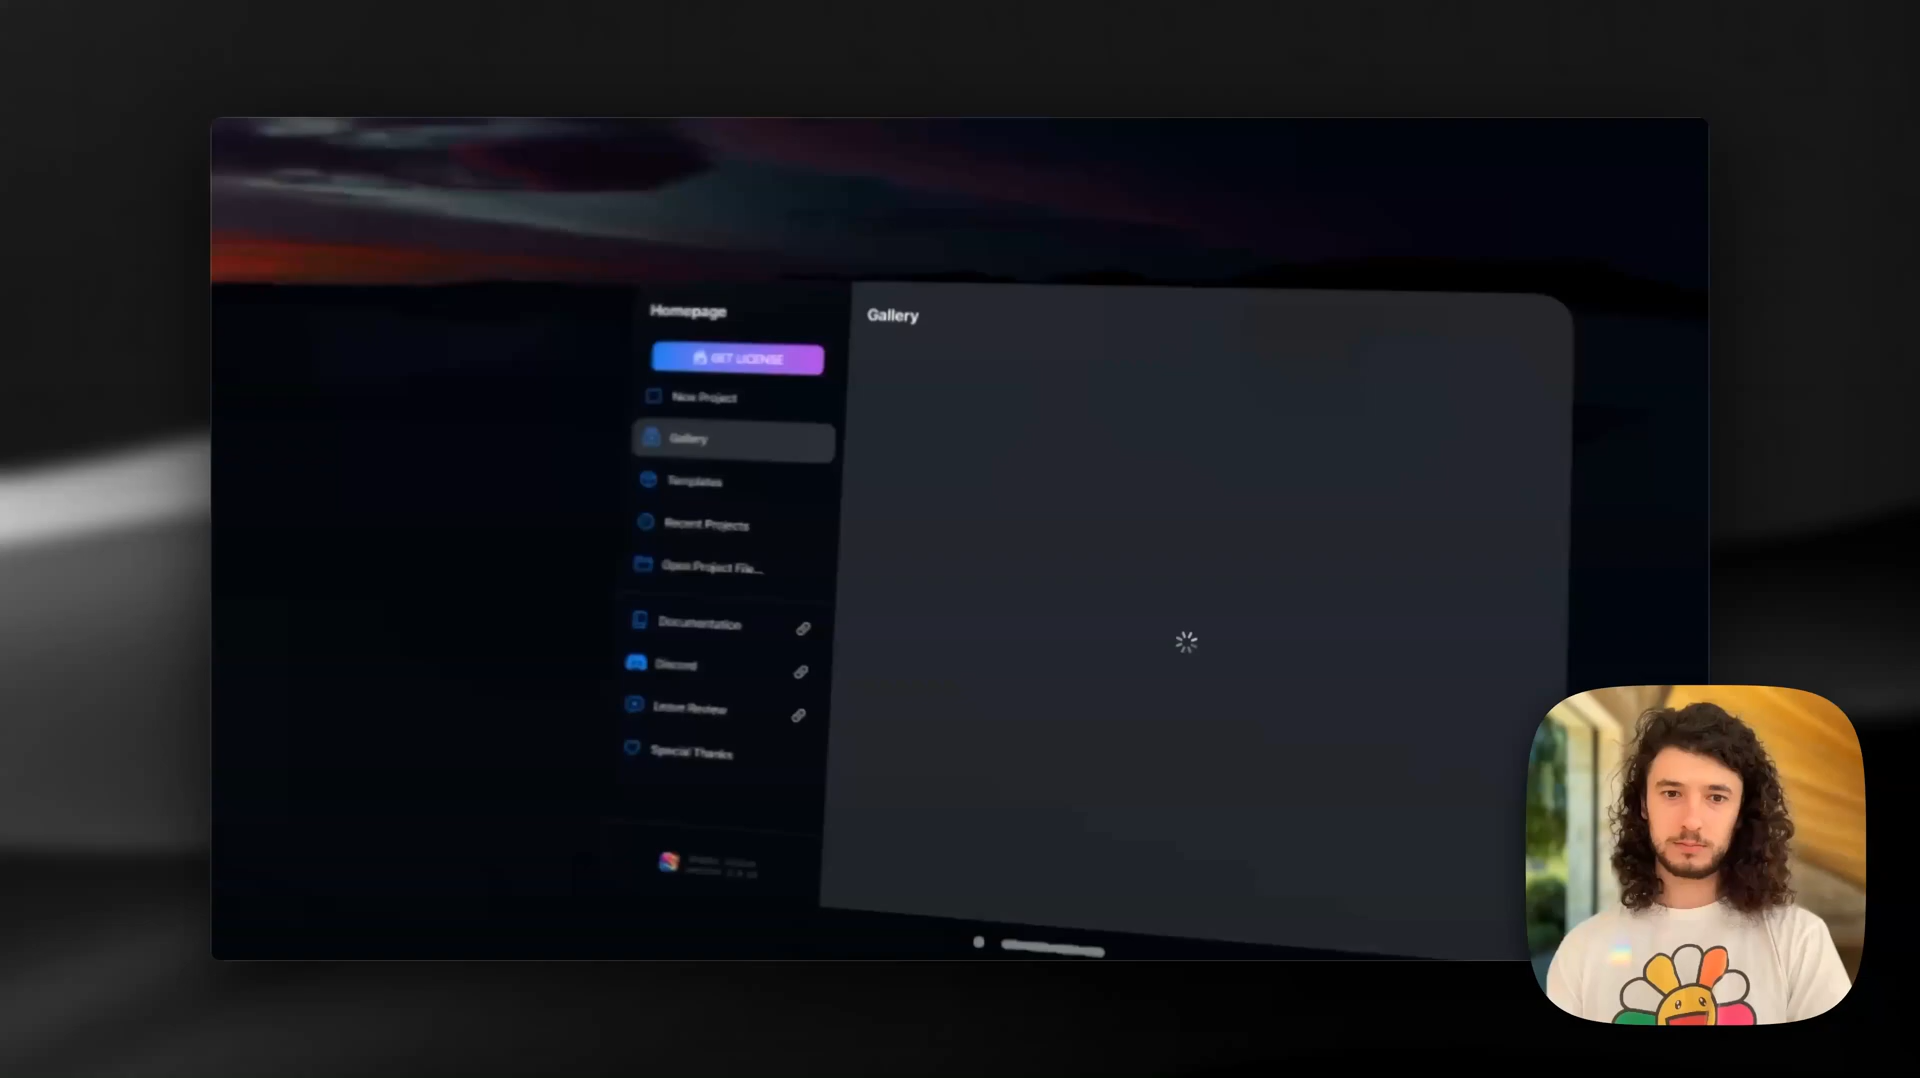 Homepage
Gallery
GET LICENSE
New Project
Gallery
Templates
Recent Projects
Open Project File...
Documentation
Discord
Leave Review
Special Thanks